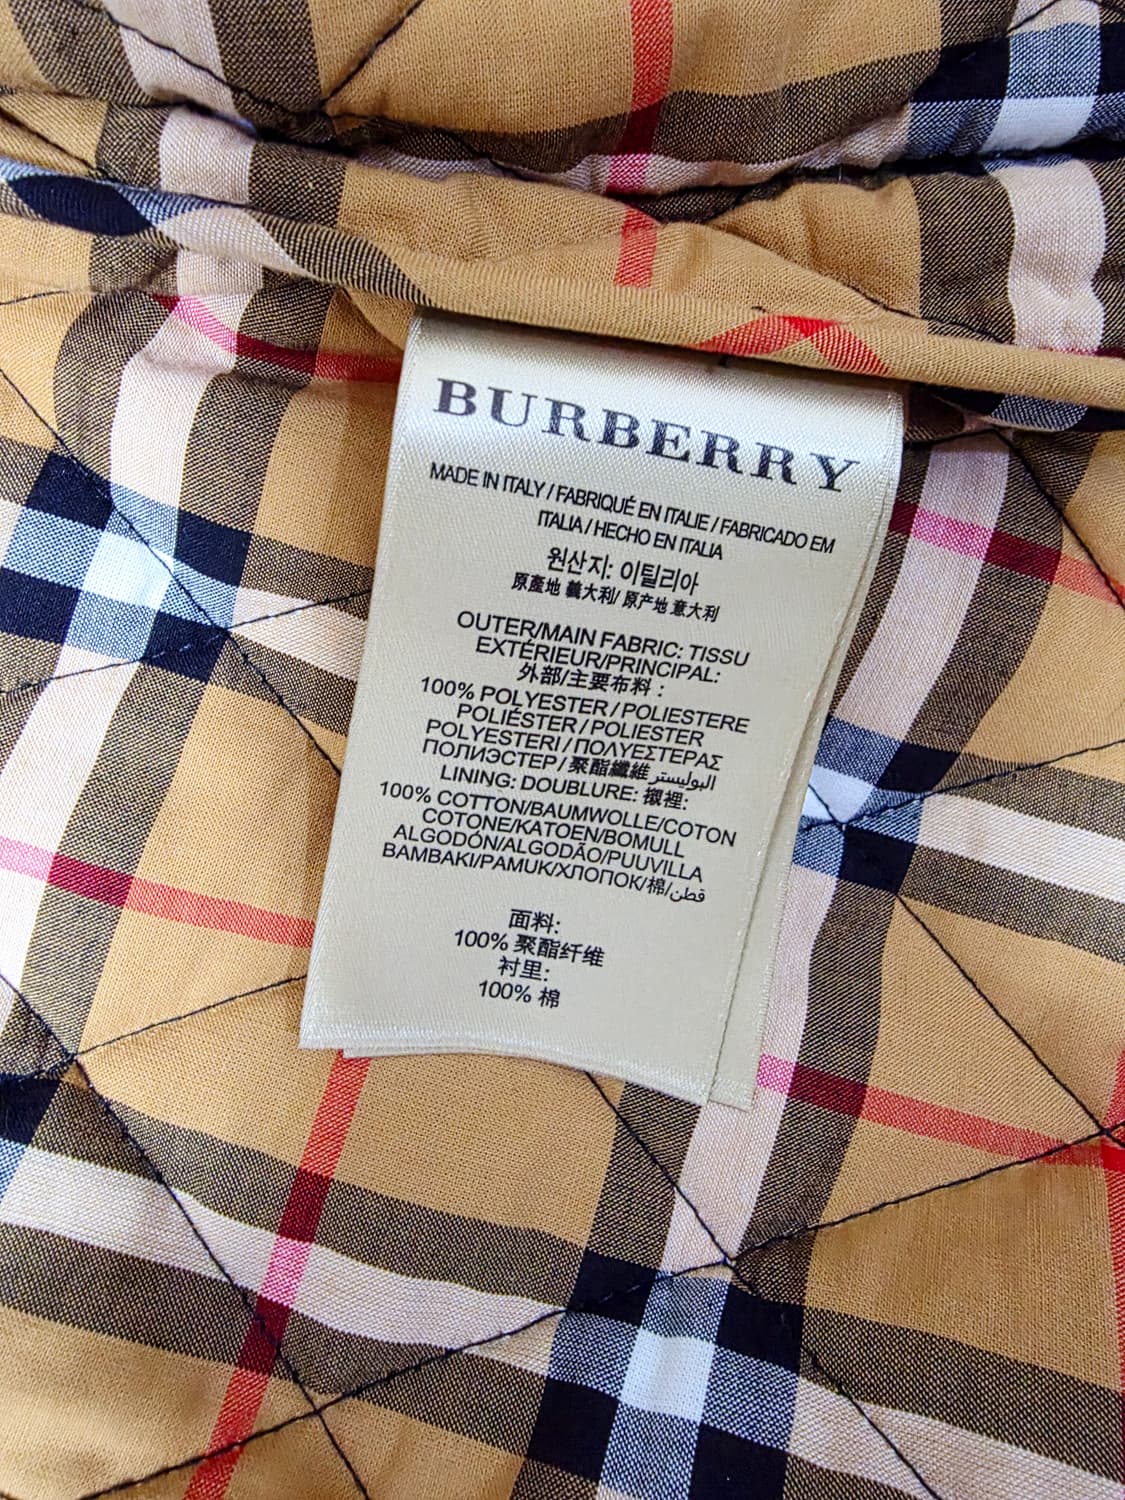 BURBERRY
MADE IN ITALY / FABRIQUÉ EN ITALIE / FABRICADO EM
ITALIA / HECHO EN ITALIA
원산지: 이틸리아
原產地 義大利/ 原产地 意大利
OUTER/MAIN FABRIC: TISSU
EXTÉRIEUR/PRINCIPAL:
外部/主要布料 :
100% POLYESTER / POLIESTERE
POLIÉSTER / POLIESTER
POLYESTERI / ΠΟΛΥΕΣΤΕΡΑΣ
ПОЛИЭСТЕР / 聚酯纖維 البوليستر
LINING: DOUBLURE: 襯裡:
100% COTTON/BAUMWOLLE/COTON
COTONE/KATOEN/BOMULL
ALGODÓN/ALGODÃO/PUUVILLA
BAMBAKI/PAMUK/ХЛОПОК/棉/قطن
面料:
100% 聚酯纤维
衬里:
100% 棉